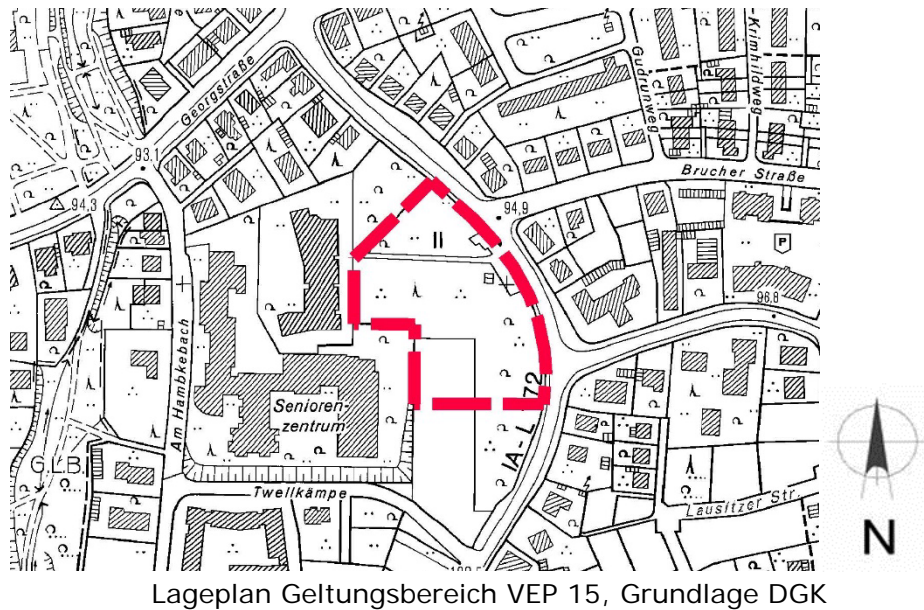 Georgstraße
Gudrunweg
Krimhildweg
93.1
Brucher Straße
94,3
94,9
II
P
96,8
Am Hambkebach
Senioren-
zentrum
IA-L 72
G.L.B.
Twellkämpe
Lausitzer Str.
N
Lageplan Geltungsbereich VEP 15, Grundlage DGK